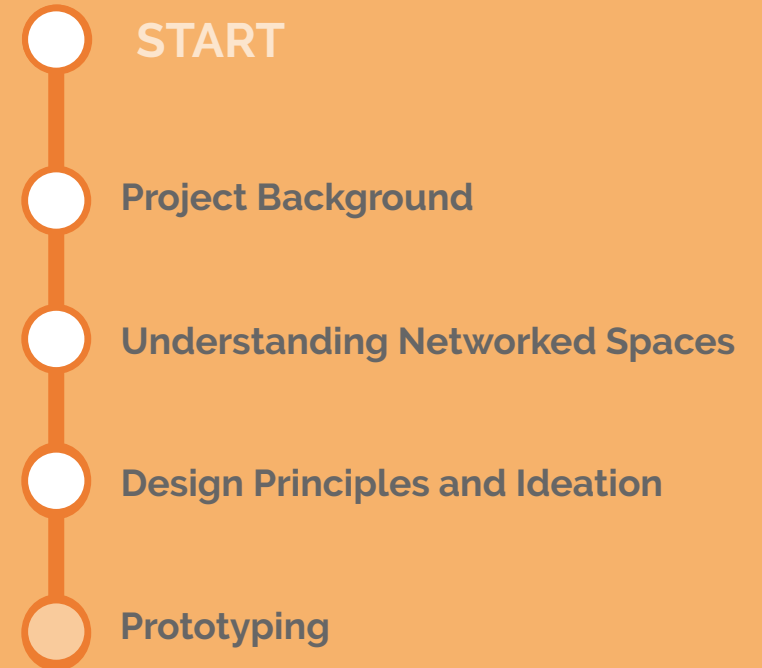 START
Project Background
Understanding Networked Spaces
Design Principles and Ideation
Prototyping